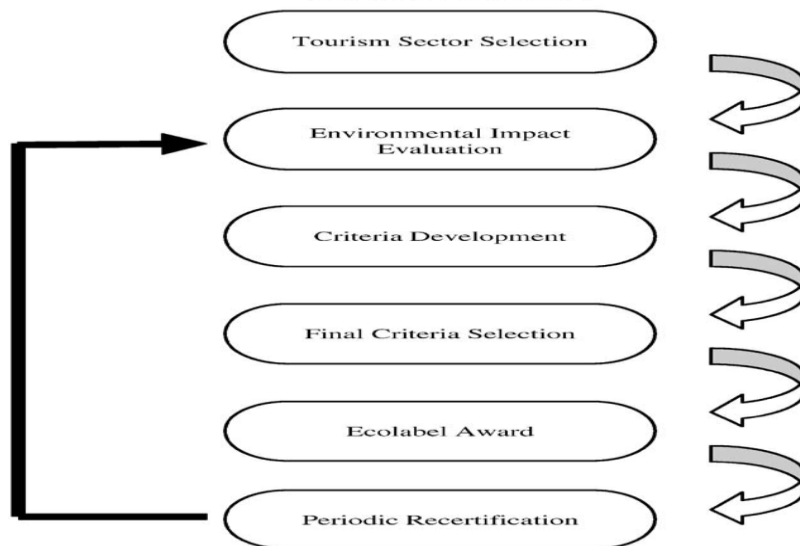 Tourism Sector Selection
Environmental Impact
Evaluation
Criteria Development
Final Criteria Selection
Ecolabel Award
Periodic Recertification